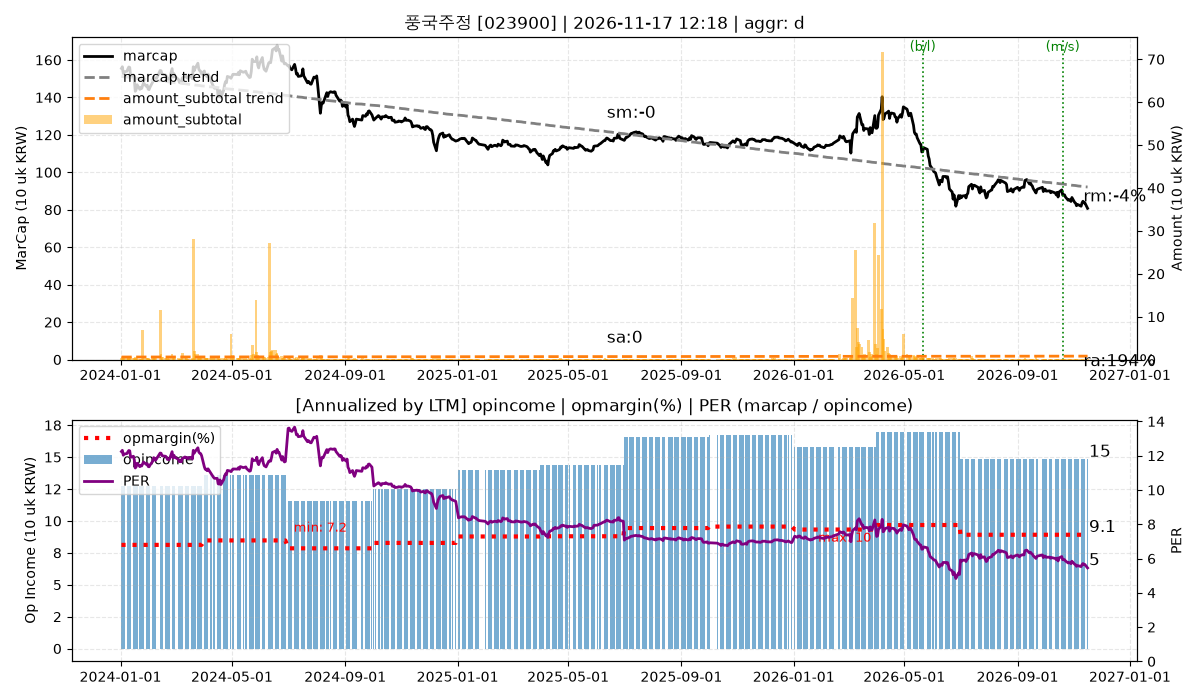 풍국주정 [023900] | 2026-11-17 12:18 | aggr: d
MarCap (10 uk KRW)
160
140
120
100
80
60
40
20
0
marcap
marcap trend
amount_subtotal trend
amount_subtotal
(b/l)
(m/s)
sm:-0
rm:-4%
sa:0
ra:194%
70
60
50
40
30
20
10
0
Amount (10 uk KRW)
2024-01-01
2024-05-01
2024-09-01
2025-01-01
2025-05-01
2025-09-01
2026-01-01
2026-05-01
2026-09-01
2027-01-01
[Annualized by LTM] opincome | opmargin(%) | PER (marcap / opincome)
Op Income (10 uk KRW)
18
15
12
10
8
5
2
0
opmargin(%)
opincome
PER
min: 7.2
max: 10
15
9.1
5
14
12
10
8
6
4
2
0
PER
2024-01-01
2024-05-01
2024-09-01
2025-01-01
2025-05-01
2025-09-01
2026-01-01
2026-05-01
2026-09-01
2027-01-01